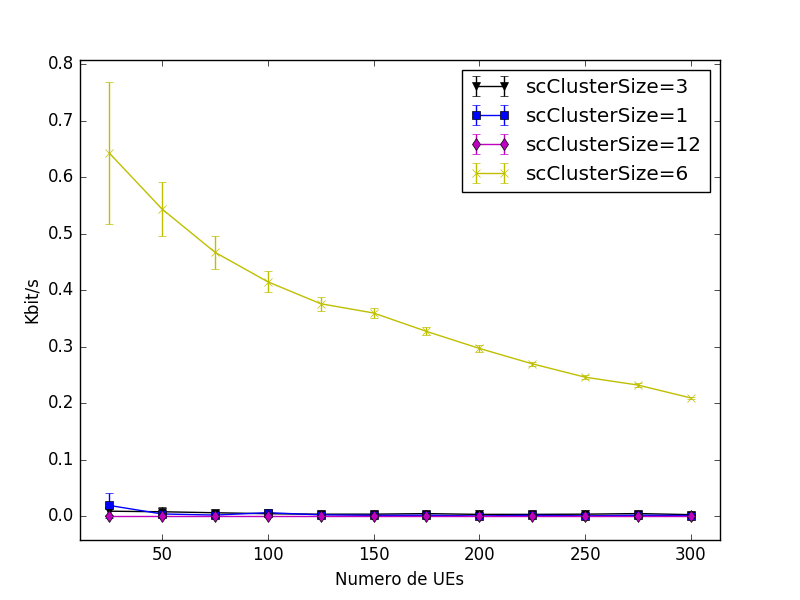 0.8
0.7
0.6
0.5
0.4
0.3
0.2
0.1
0.0
Kbit/s
scClusterSize=3
scClusterSize=1
scClusterSize=12
scClusterSize=6
50 100 150 200 250 300
Numero de UEs